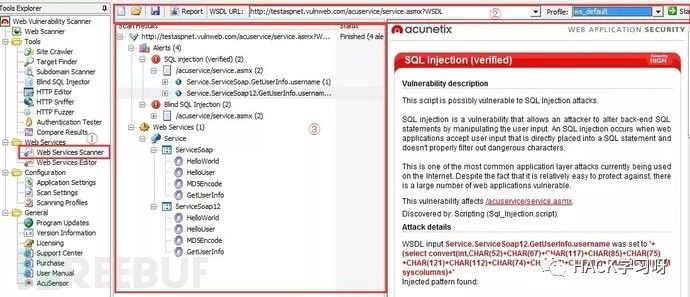 Tools Explorer
Web Vulnerability Scanner
Web Scanner
Tools
Site Crawler
Target Finder
Subdomain Scanner
Blind SQL Injector
HTTP Editor
HTTP Sniffer
HTTP Fuzzer
Authentication Tester
Compare Results
①
Web Services
Web Services Scanner
Web Services Editor
Configuration
Application Settings
Scan Settings
Scanning Profiles
General
Program Updates
Version Information
Licensing
Support Center
Purchase
User Manual
AcuSensor
Report
WSDL URL:
http://testaspnet.vulnweb.com/acuservice/service.asmx?WSDL
②
Profile:
ws_default
Scan Results
Status
http://testaspnet.vulnweb.com/acuservice/service.asmx?W...
Finished (4 ale
Alerts (4)
SQL injection (verified) (2)
/acuservice/service.asmx (2)
Service.ServiceSoap.GetUserInfo.username (1)
Service.ServiceSoap12.GetUserInfo.usernam...
Blind SQL Injection (2)
/acuservice/service.asmx (2)
Web Services (1)
③
Service
ServiceSoap
HelloWorld
HelloUser
MD5Encode
GetUserInfo
ServiceSoap12
HelloWorld
HelloUser
MD5Encode
GetUserInfo
acunetix
WEB APPLICATION SECURITY
SQL injection (verified)
Severity
HIGH
Vulnerability description
This script is possibly vulnerable to SQL Injection attacks.
SQL injection is a vulnerability that allows an attacker to alter back-end SQL
statements by manipulating the user input. An SQL injection occurs when web
applications accept user input that is directly placed into a SQL statement and
doesn't properly filter out dangerous characters.
This is one of the most common application layer attacks currently being used
on the Internet. Despite the fact that it is relatively easy to protect against, there
is a large number of web applications vulnerable.
This vulnerability affects /acuservice/service.asmx.
Discovered by: Scripting (Sql_Injection.script).
Attack details
WSDL input Service.ServiceSoap12.GetUserInfo.username was set to '+
(select convert(int,CHAR(52)+CHAR(67)+CHAR(117)+CHAR(85)+CHAR(75)
+CHAR(121)+CHAR(112)+CHAR(74)
syscolumns)+'
Injected pattern found:
REEBUF
HACK学习呀